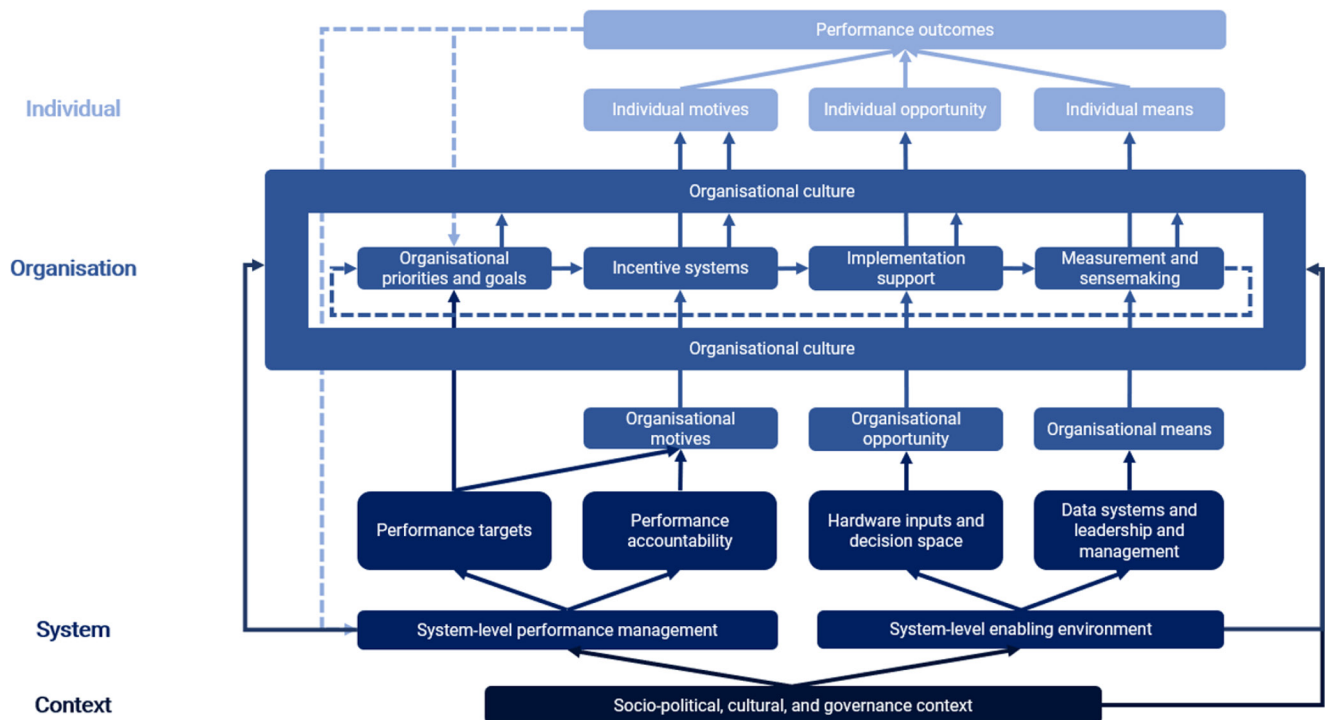 Performance outcomes
Individual
Individual motives
Individual opportunity
Individual means
Organisational culture
Organisation
Organisational
priorities and goals
Incentive systems
Implementation
support
Measurement and
sensemaking
Organisational culture
Organisational
motives
Organisational
opportunity
Organisational means
Performance targets
Performance
accountability
Hardware inputs and
decision space
Data systems and
leadership and
management
System
System-level performance management
System-level enabling environment
Context
Socio-political, cultural, and governance context